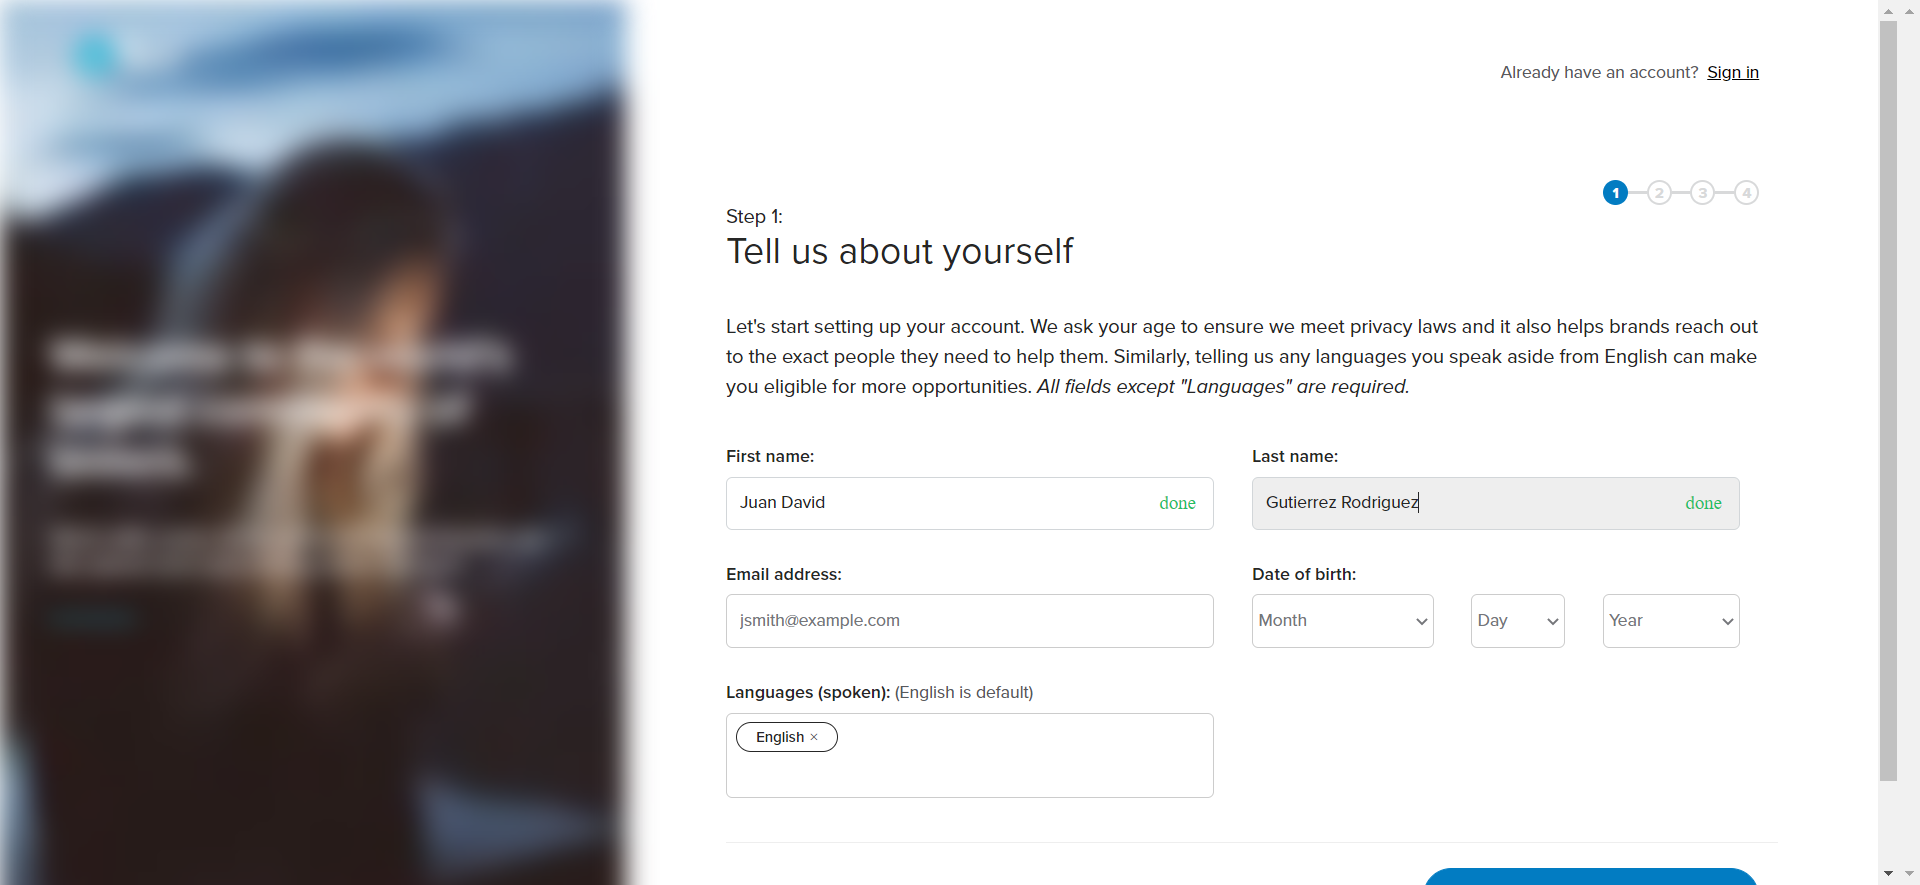 Already have an account? Sign in
1 2 3 4
Step 1:
Tell us about yourself
Let's start setting up your account. We ask your age to ensure we meet privacy laws and it also helps brands reach out
to the exact people they need to help them. Similarly, telling us any languages you speak aside from English can make
you eligible for more opportunities. All fields except "Languages" are required.
First name:
Last name:
Juan David done
Gutierrez Rodriguez done
Email address:
Date of birth:
jsmith@example.com
Month Day Year
Languages (spoken): (English is default)
English ×